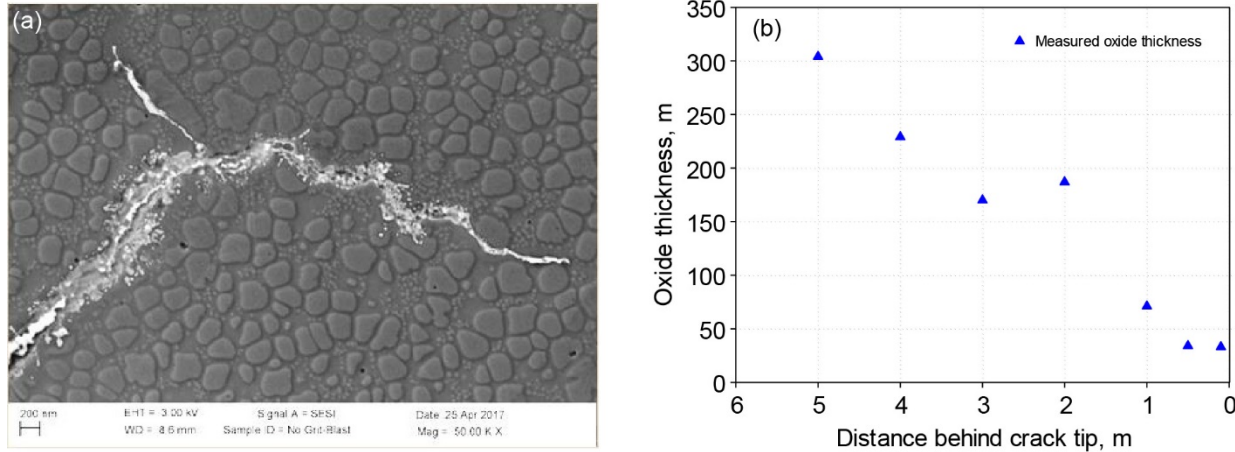 (a)
200 nm
EHT = 3.00 kV
Signal A = SESI
Date: 25 Apr 2017
WD = 8.6 mm
Sample ID = No Grit-Blast
Mag = 50.00 K X
(b)
Measured oxide thickness
Oxide thickness, m
350
300
250
200
150
100
50
0
6 5 4 3 2 1 0
Distance behind crack tip, m